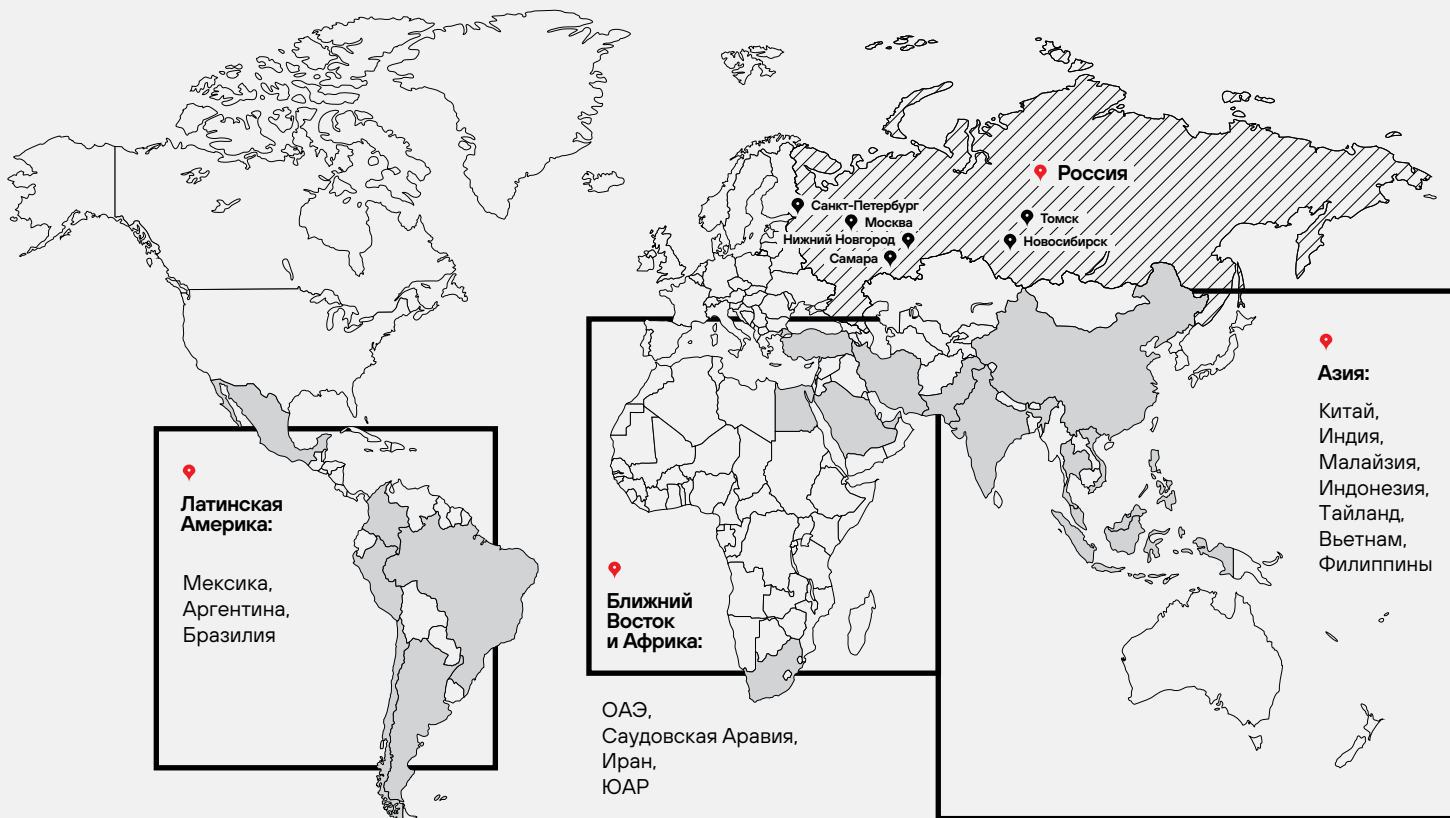 Россия
Санкт-Петербург
Москва
Нижний Новгород
Самара
Томск
Новосибирск
Латинская
Америка:
Мексика,
Аргентина,
Бразилия
Ближний
Восток
и Африка:
ОАЭ,
Саудовская Аравия,
Иран,
ЮАР
Азия:
Китай,
Индия,
Малайзия,
Индонезия,
Тайланд,
Вьетнам,
Филиппины